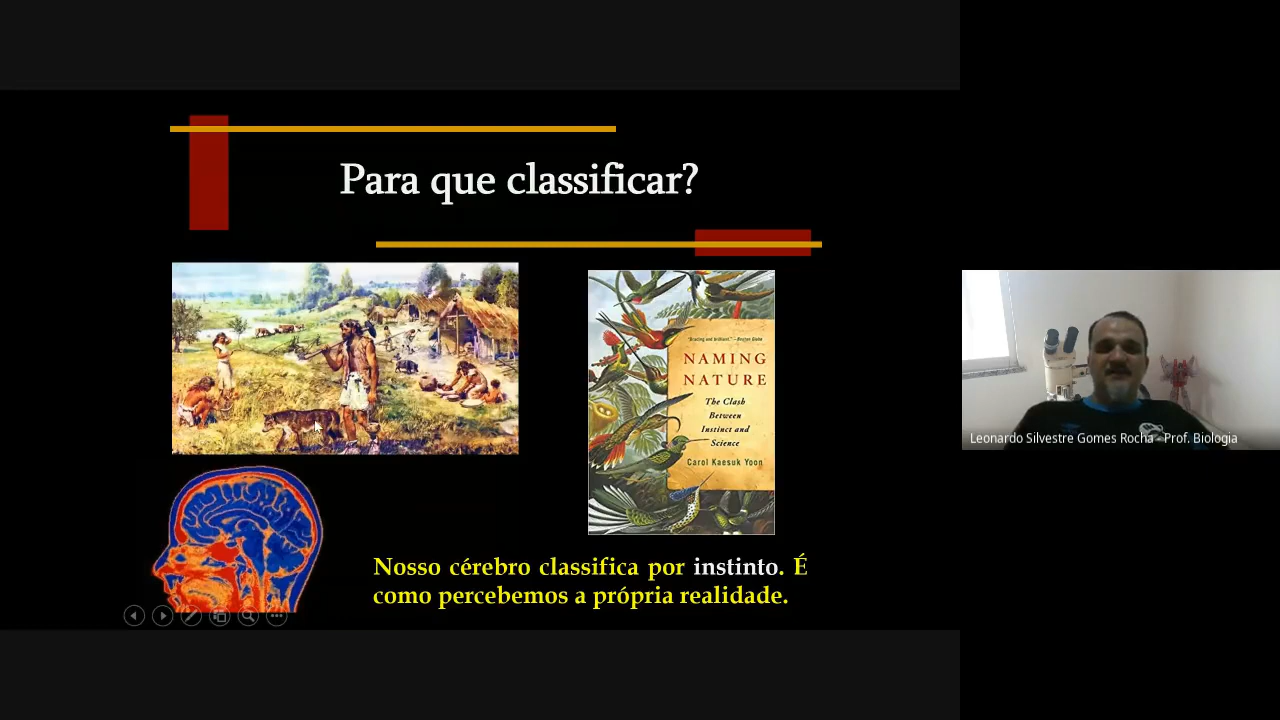 Para que classificar?
"Dazzling and brilliant." —Boston Globe
NAMING
NATURE
The Clash
Between
Instinct and
Science
Carol Kaesuk Yoon
Nosso cérebro classifica por instinto. É
como percebemos a própria realidade.
Leonardo Silvestre Gomes Rocha - Prof. Biologia